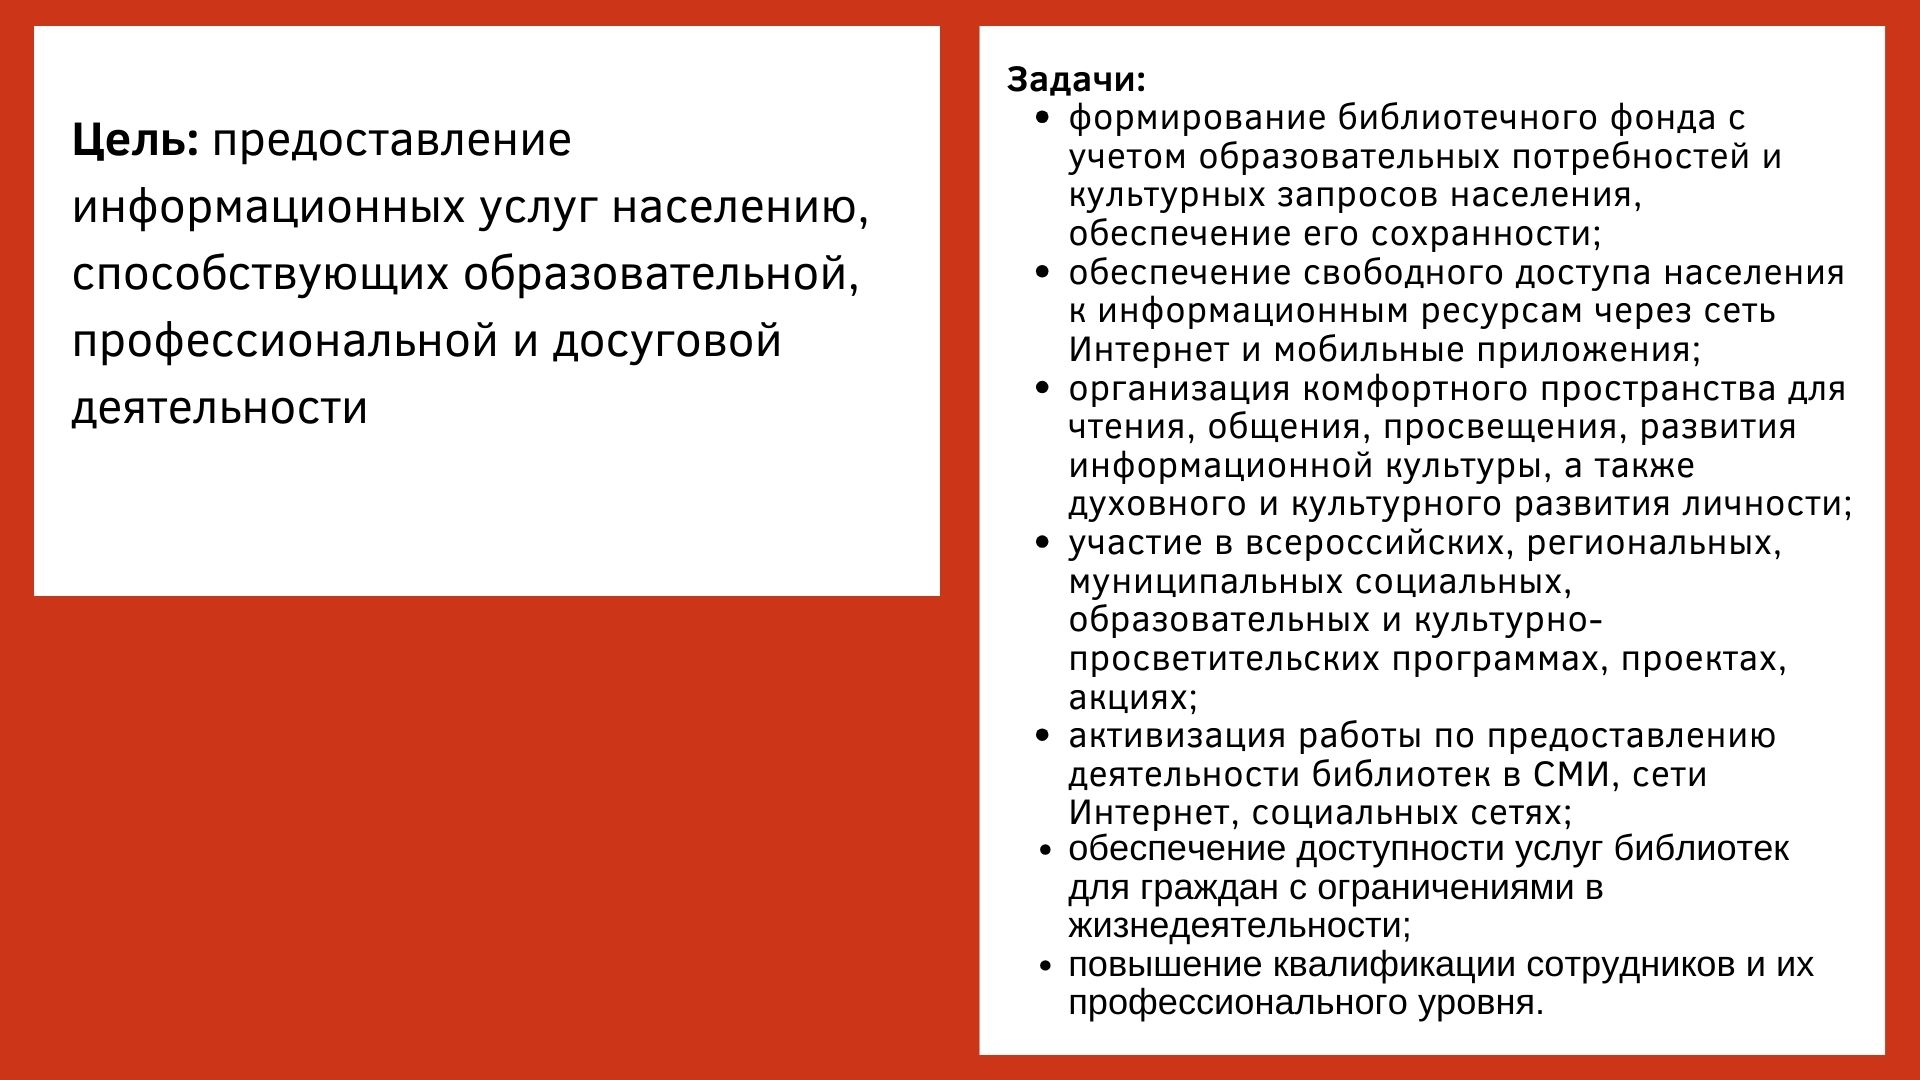 Цель: предоставление
информационных услуг населению,
способствующих образовательной,
профессиональной и досуговой
деятельности
Задачи:
• формирование библиотечного фонда с
учетом образовательных потребностей и
культурных запросов населения,
обеспечение его сохранности;
• обеспечение свободного доступа населения
к информационным ресурсам через сеть
Интернет и мобильные приложения;
• организация комфортного пространства для
чтения, общения, просвещения, развития
информационной культуры, а также
духовного и культурного развития личности;
• участие в всероссийских, региональных,
муниципальных социальных,
образовательных и культурно-
просветительских программах, проектах,
акциях;
• активизация работы по предоставлению
деятельности библиотек в СМИ, сети
Интернет, социальных сетях;
• обеспечение доступности услуг библиотек
для граждан с ограничениями в
жизнедеятельности;
• повышение квалификации сотрудников и их
профессионального уровня.